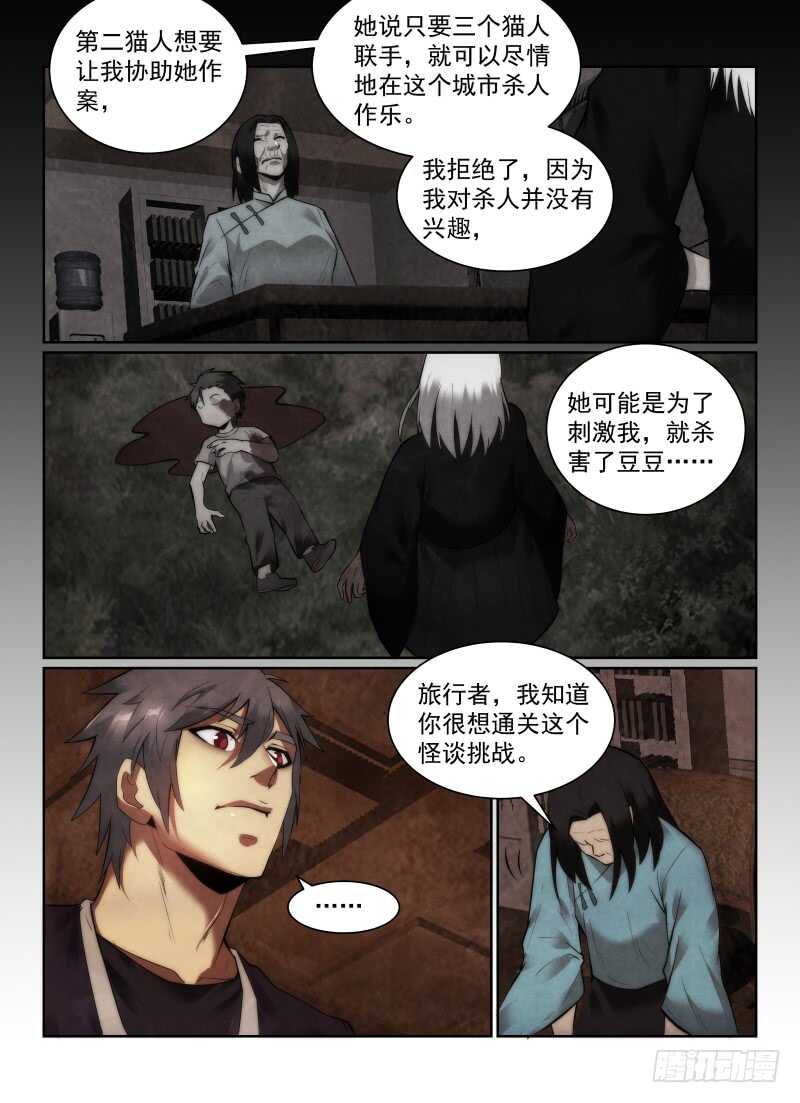 第二猫人想要
让我协助她作
案，
她说只要三个猫人
联手，就可以尽情
地在这个城市杀人
作乐。
我拒绝了，因为
我对杀人并没有
兴趣，
她可能是为了
刺激我，就杀
害了豆豆……
旅行者，我知道
你很想通关这个
怪谈挑战。
……
腾讯动漫